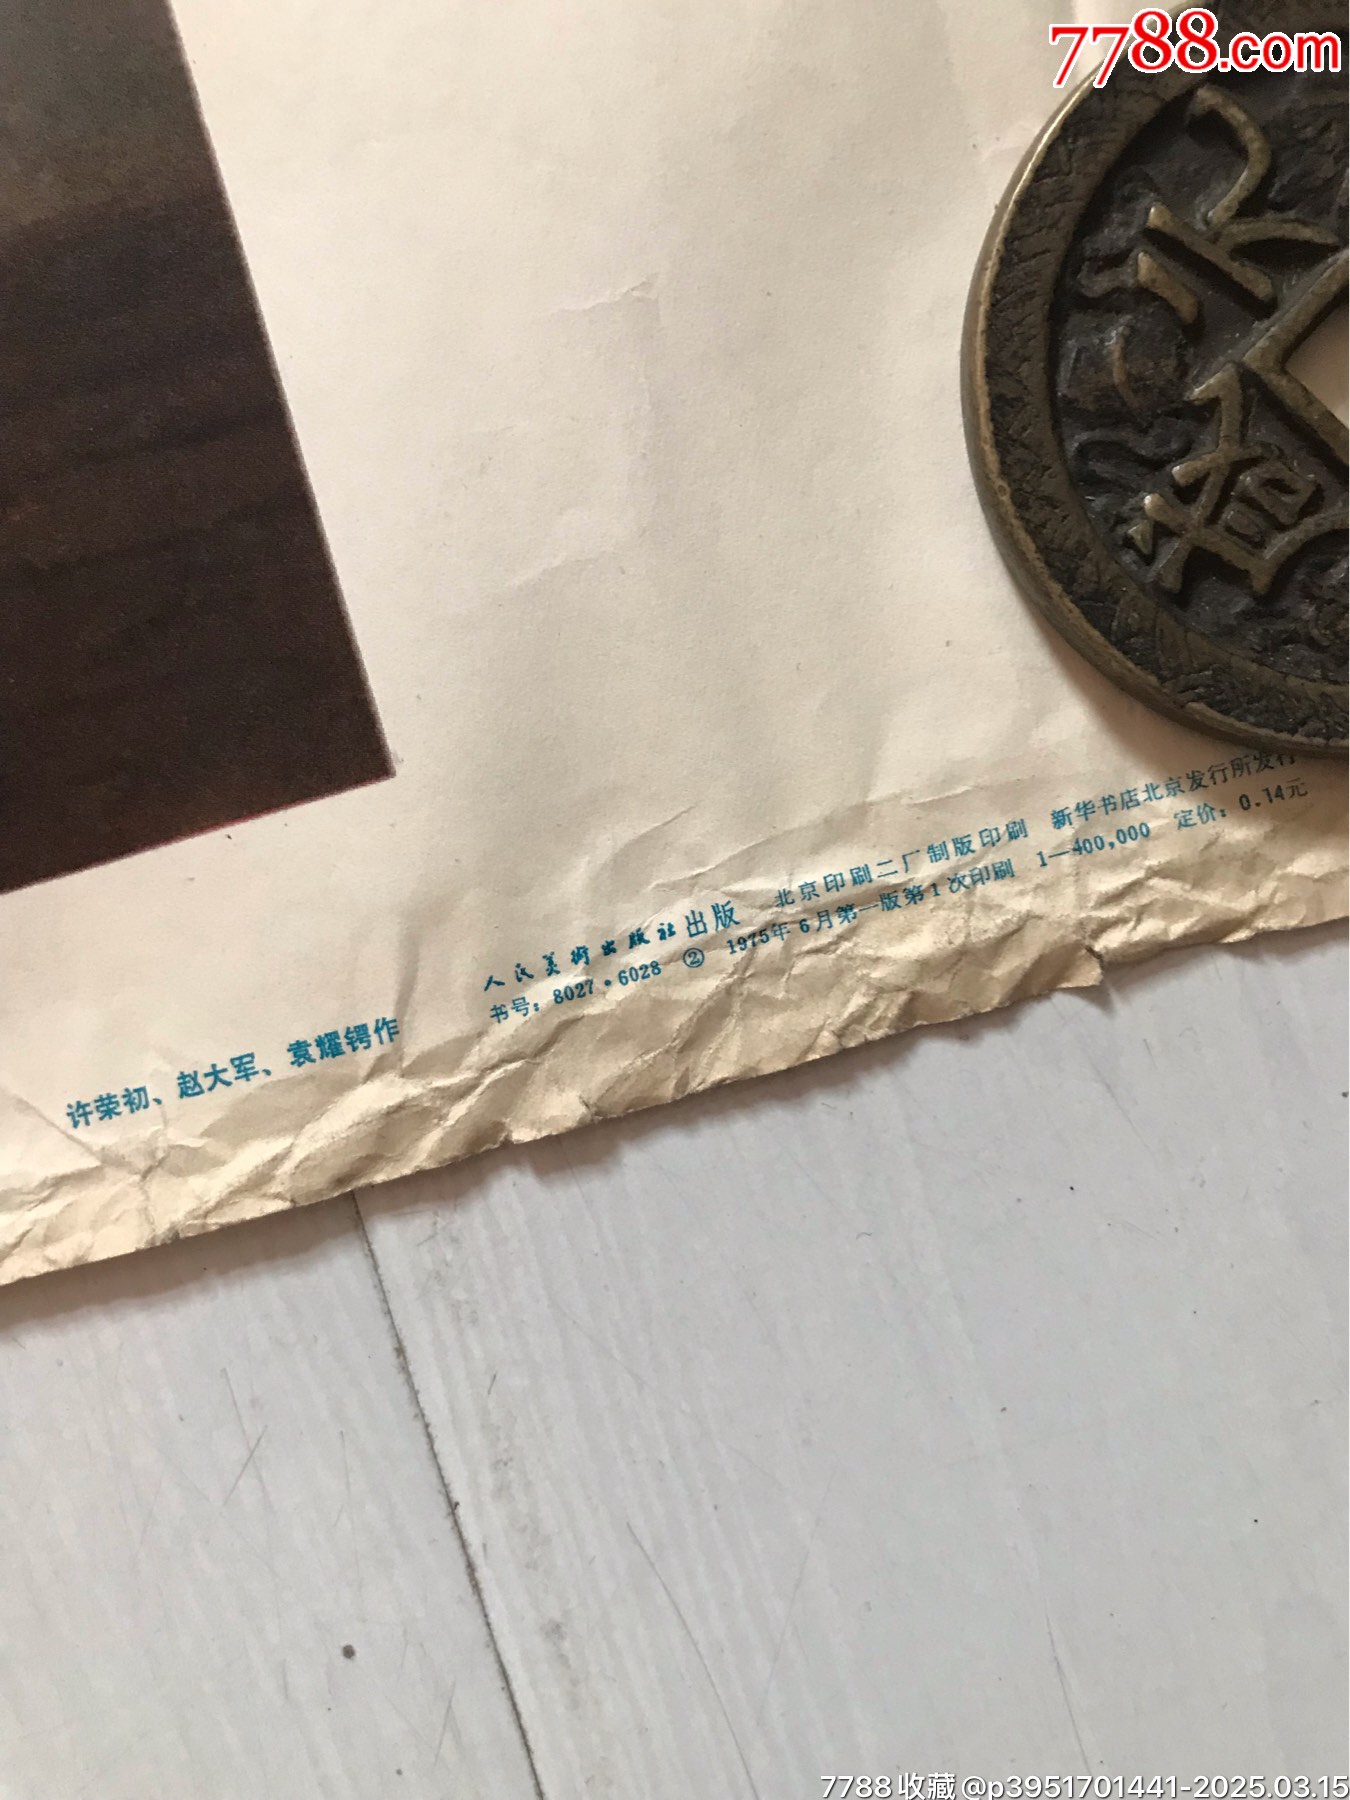 7788.com
许荣初、赵大军、袁耀锷作
人民美術出版社出版 北京印刷二厂制版印刷 新华书店北京发行所发行
书号：8027·6028 ② 1975年6月第一版第1次印刷 1—400,000 定价：0.14元
7788收藏@p3951701441-2025.03.15